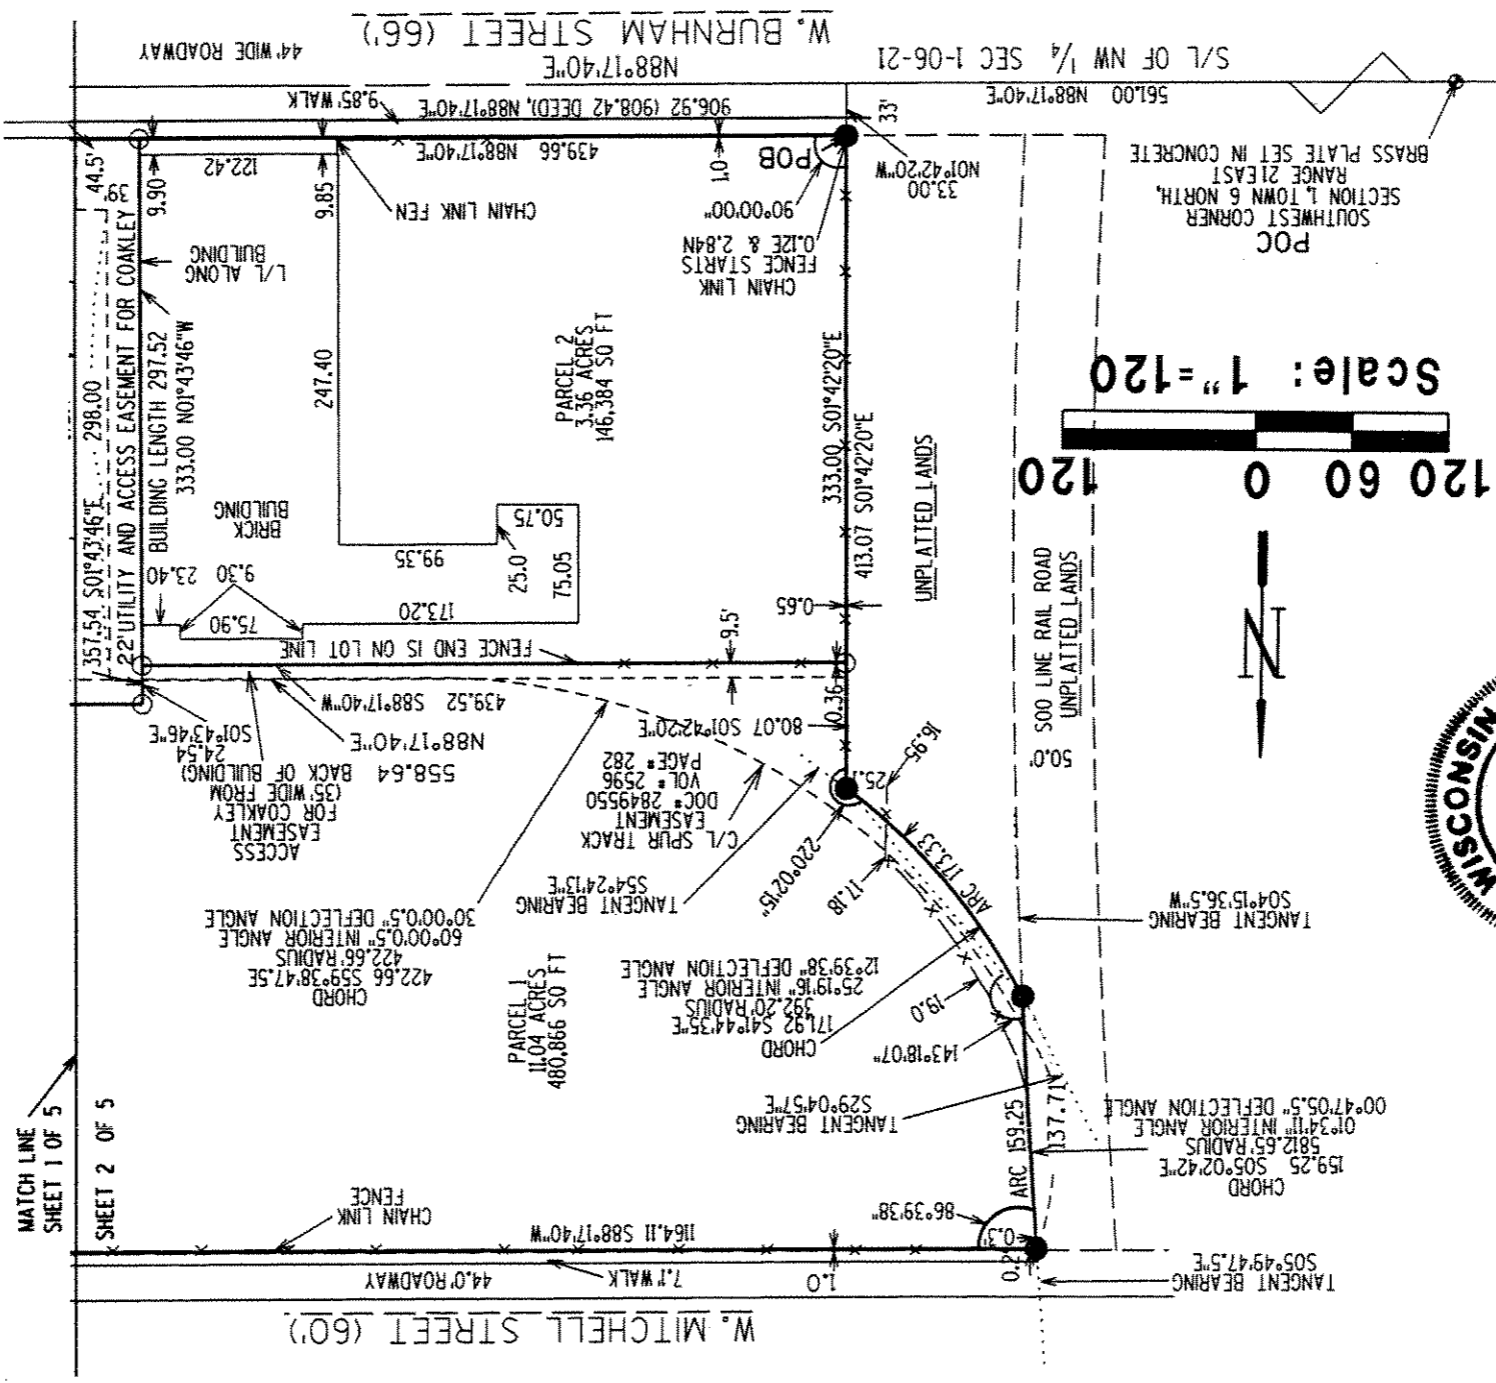 W. MITCHELL STREET (60')
44.0' ROADWAY
7.1' WALK
1.0
TANGENT BEARING
S05°49'47.5"E
0.2
0.3'
1164.11 S88°17'40"W
CHAIN LINK
FENCE
86°39'38"
MATCH LINE
SHEET 1 OF 5
SHEET 2 OF 5
CHORD
159.25 S05°02'42"E
5812.65' RADIUS
01°34'11" INTERIOR ANGLE
00°47'05.5" DEFLECTION ANGLE
ARC 159.25
137.71
TANGENT BEARING
S29°04'57"E
143°18'07"
PARCEL 1
11.04 ACRES
480,866 SQ FT
CHORD
171.92 S41°44'35"E
392.20' RADIUS
25°19'16" INTERIOR ANGLE
12°39'38" DEFLECTION ANGLE
19.0
ARC 173.33
CHORD
422.66 S59°38'47.5E
422.66' RADIUS
60°00'0.5" INTERIOR ANGLE
30°00'0.5" DEFLECTION ANGLE
TANGENT BEARING
S04°15'36.5"W
TANGENT BEARING
S54°24'13"E
220°02'15"
17.18
16.95
WISCONSIN
C/L SPUR TRACK
EASEMENT
DOC# 2849550
VOL# 2596
PAGE# 282
ACCESS
EASEMENT
FOR COAKLEY
(35' WIDE FROM
BACK OF BUILDING)
558.64
N88°17'40"E
24.54
S01°43'46"E
80.07 S01°42'20"E
0.36
439.52 S88°17'40"W
50.0'
SOO LINE RAIL ROAD
UNPLATTED LANDS
N
FENCE END IS ON LOT LINE
9.5'
0.65
75.90
173.20
9.30
23.40
75.05
25.0
50.75
99.35
BRICK
BUILDING
120 60 0 120
Scale: 1"=120
UNPLATTED LANDS
413.07 S01°42'20"E
333.00 S01°42'20"E
PARCEL 2
3.36 ACRES
146,384 SQ FT
247.40
BUILDING LENGTH 297.52
333.00 N01°43'46"W
22' UTILITY AND ACCESS EASEMENT FOR COAKLEY
357.54 S01°43'46"E
298.00
L/L ALONG
BUILDING
CHAIN LINK
FENCE STARTS
0.12E & 2.84N
90°00'00"
POB
CHAIN LINK FEN
POC
SOUTHWEST CORNER
SECTION 1, TOWN 6 NORTH,
RANGE 21 EAST
BRASS PLATE SET IN CONCRETE
33.00
N01°42'20"W
33'
1.0
9.85
9.90
122.42
39'
44.5'
439.66 N88°17'40"E
906.92 (908.42 DEED), N88°17'40"E
9.85' WALK
561.00 N88°17'40"E
S/L OF NW 1/4 SEC 1-06-21
N88°17'40"E
W. BURNHAM STREET (66')
44' WIDE ROADWAY